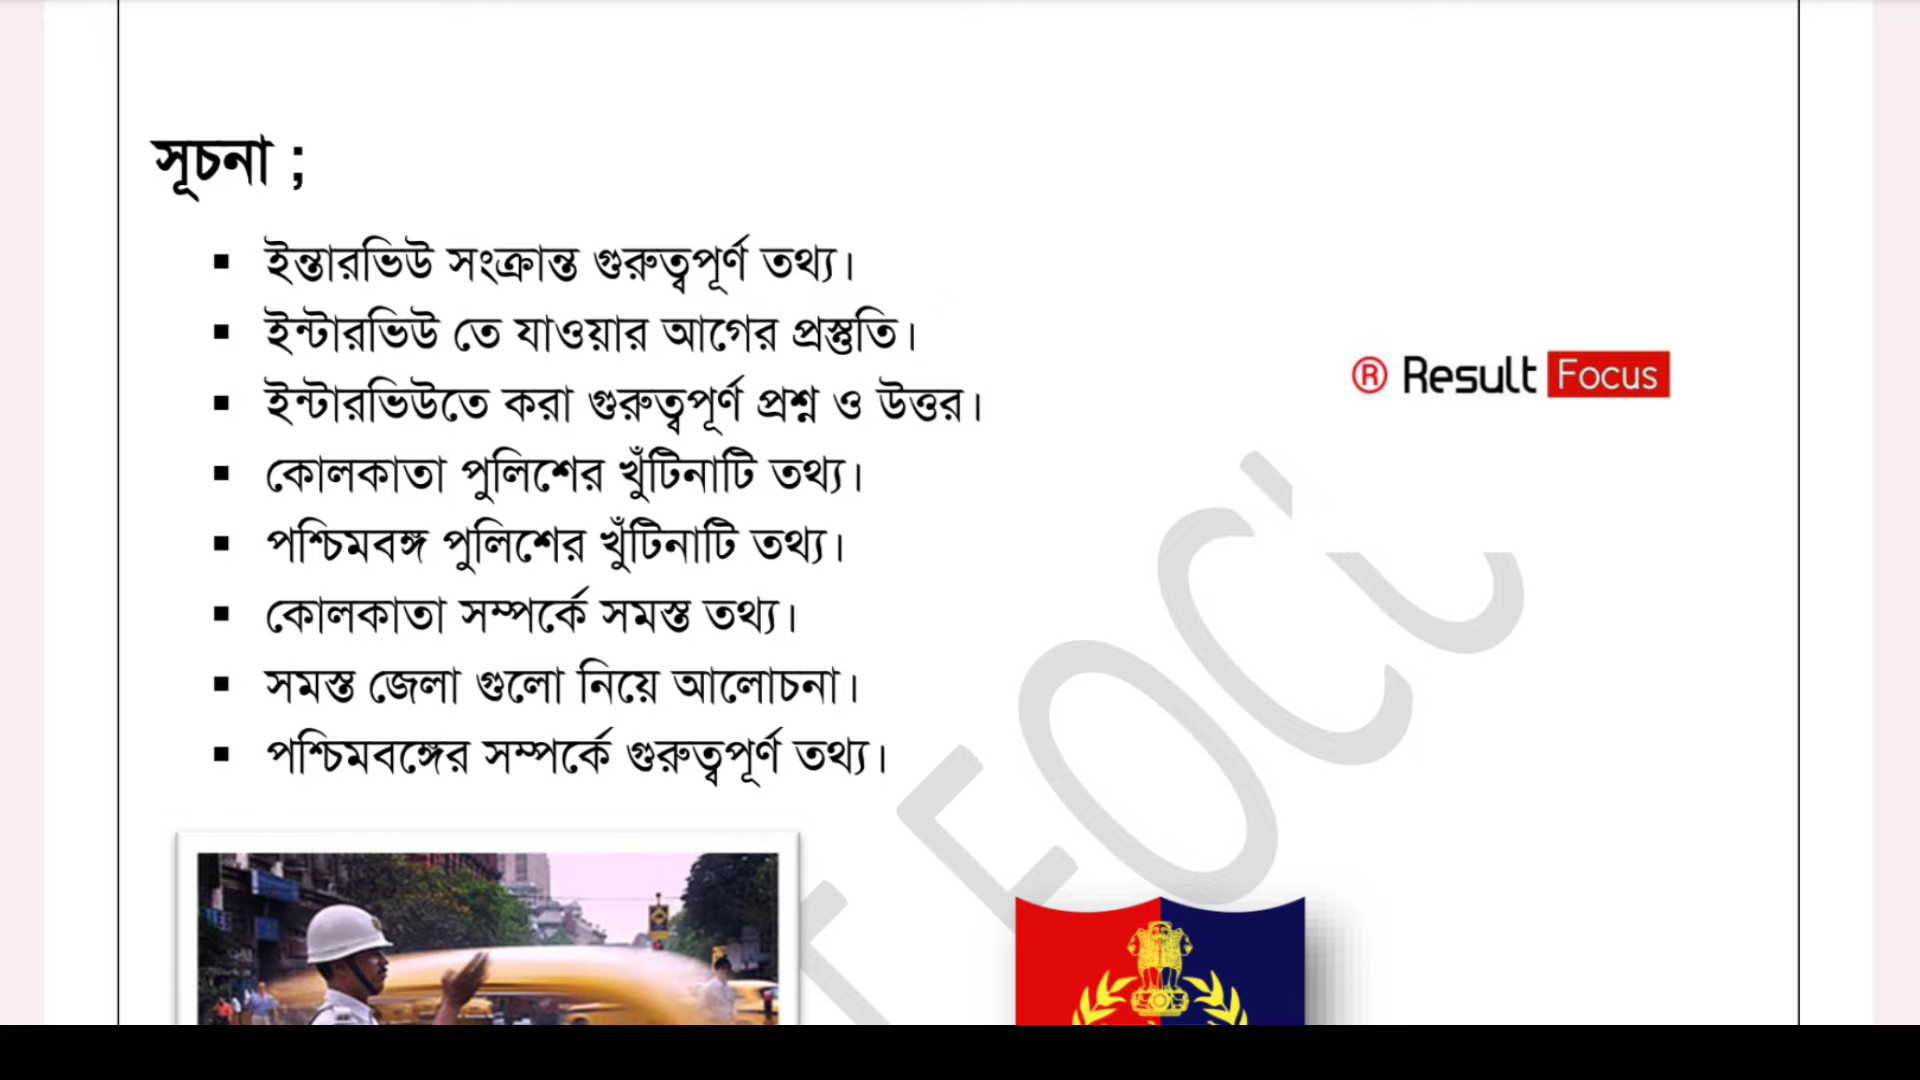 সূচনা ;
▪ ইন্তারভিউ সংক্রান্ত গুরুত্বপূর্ণ তথ্য।
▪ ইন্টারভিউ তে যাওয়ার আগের প্রস্তুতি।
▪ ইন্টারভিউতে করা গুরুত্বপূর্ণ প্রশ্ন ও উত্তর।
® Result Focus
▪ কোলকাতা পুলিশের খুঁটিনাটি তথ্য।
▪ পশ্চিমবঙ্গ পুলিশের খুঁটিনাটি তথ্য।
▪ কোলকাতা সম্পর্কে সমস্ত তথ্য।
▪ সমস্ত জেলা গুলো নিয়ে আলোচনা।
▪ পশ্চিমবঙ্গের সম্পর্কে গুরুত্বপূর্ণ তথ্য।